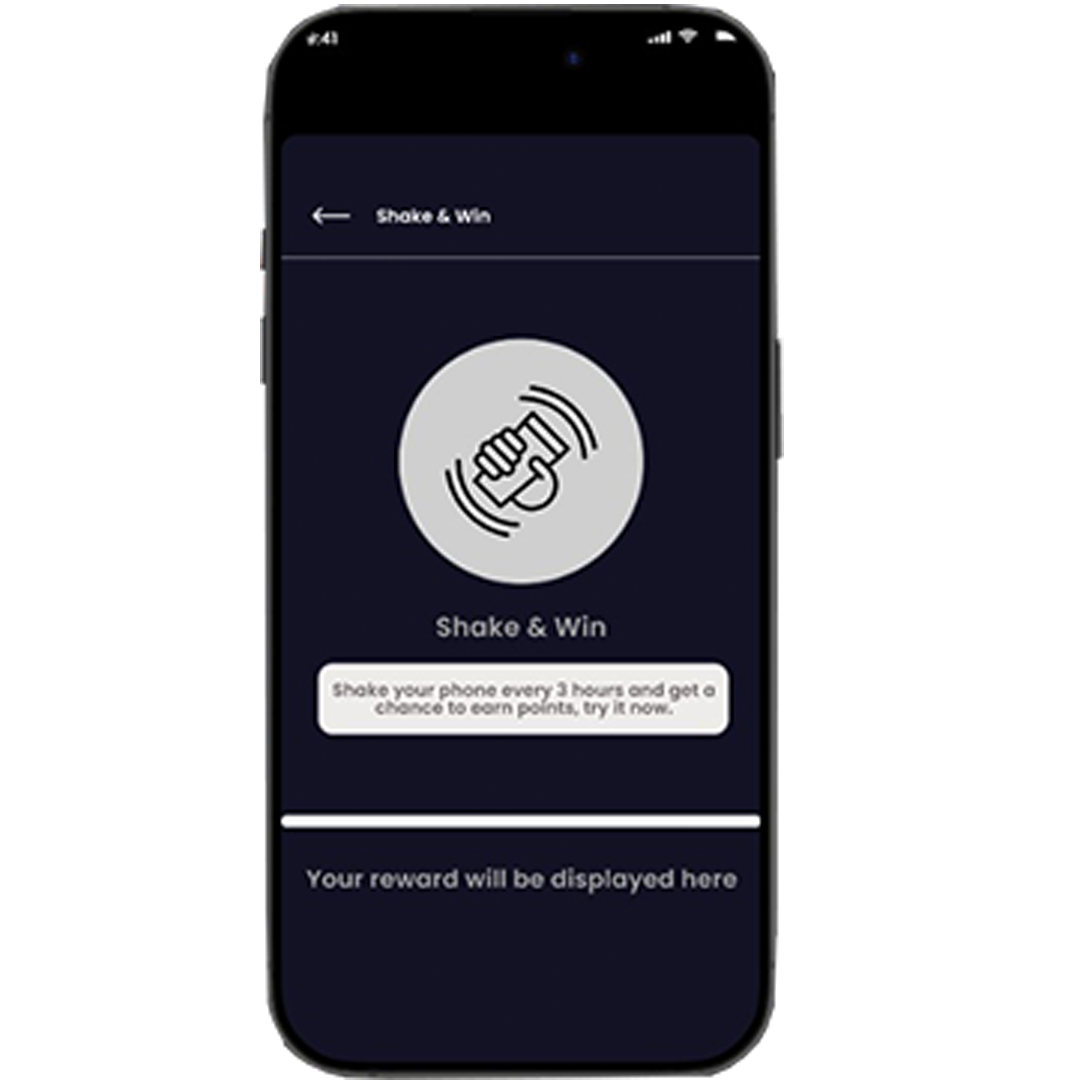 9:41
Shake & Win
Shake & Win
Shake your phone every 3 hours and get a
chance to earn points, try it now.
Your reward will be displayed here